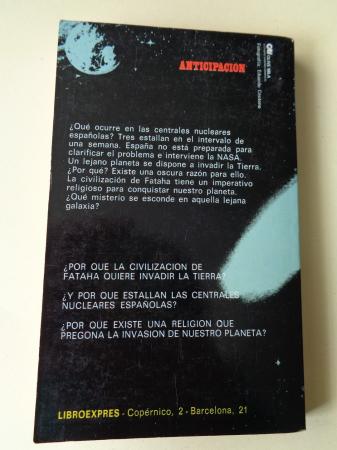 ANTICIPACION
¿Qué ocurre en las centrales nucleares
españolas? Tres estallan en el intervalo de
una semana. España no está preparada para
clarificar el problema e interviene la NASA.
Un lejano planeta se dispone a invadir la Tierra.
¿Por qué? Existe una oscura razón para ello.
La civilización de Fataha tiene un imperativo
religioso para conquistar nuestro planeta.
¿Qué misterio se esconde en aquella lejana
galaxia?
¿POR QUE LA CIVILIZACION DE
FATAHA QUIERE INVADIR LA TIERRA?
¿Y POR QUE ESTALLAN LAS CENTRALES
NUCLEARES ESPAÑOLAS?
¿POR QUE EXISTE UNA RELIGION QUE
PREGONA LA INVASION DE NUESTRO PLANETA?
LIBROEXPRES - Copérnico, 2 - Barcelona, 21